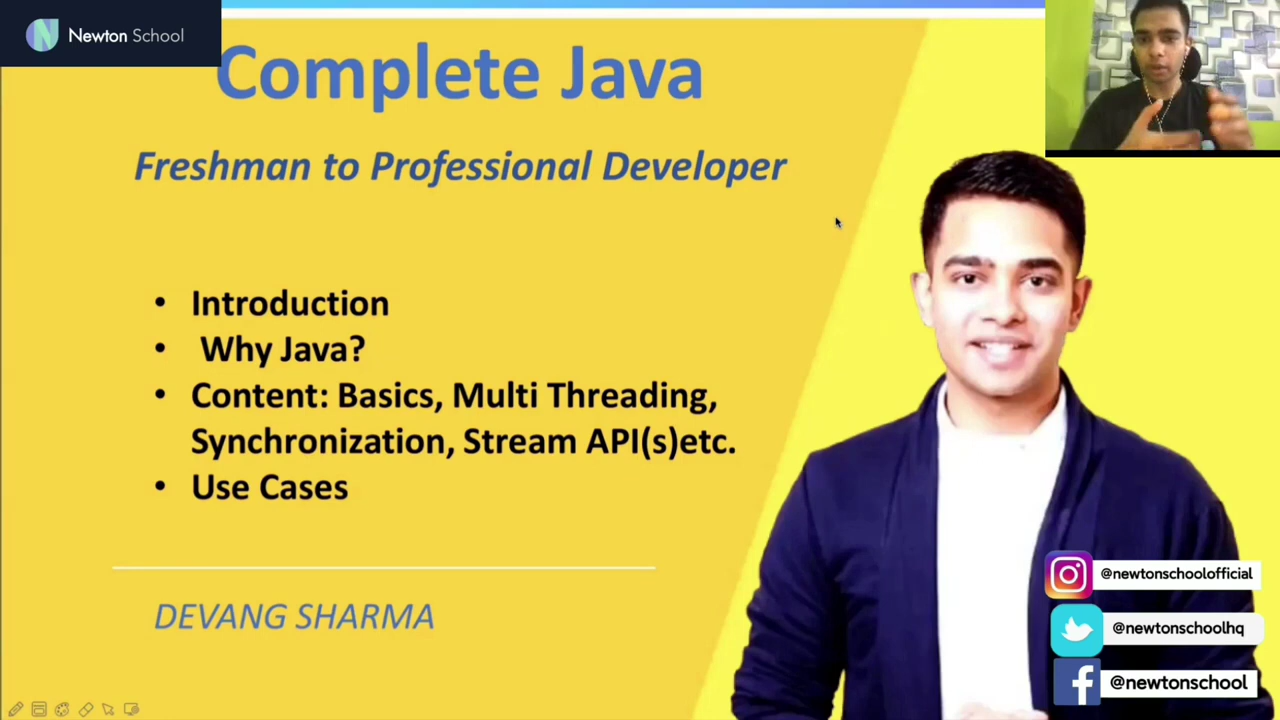 Newton School
Complete Java
Freshman to Professional Developer
• Introduction
• Why Java?
• Content: Basics, Multi Threading,
Synchronization, Stream API(s)etc.
• Use Cases
DEVANG SHARMA
@newtonschoolofficial
@newtonschoolhq
@newtonschool